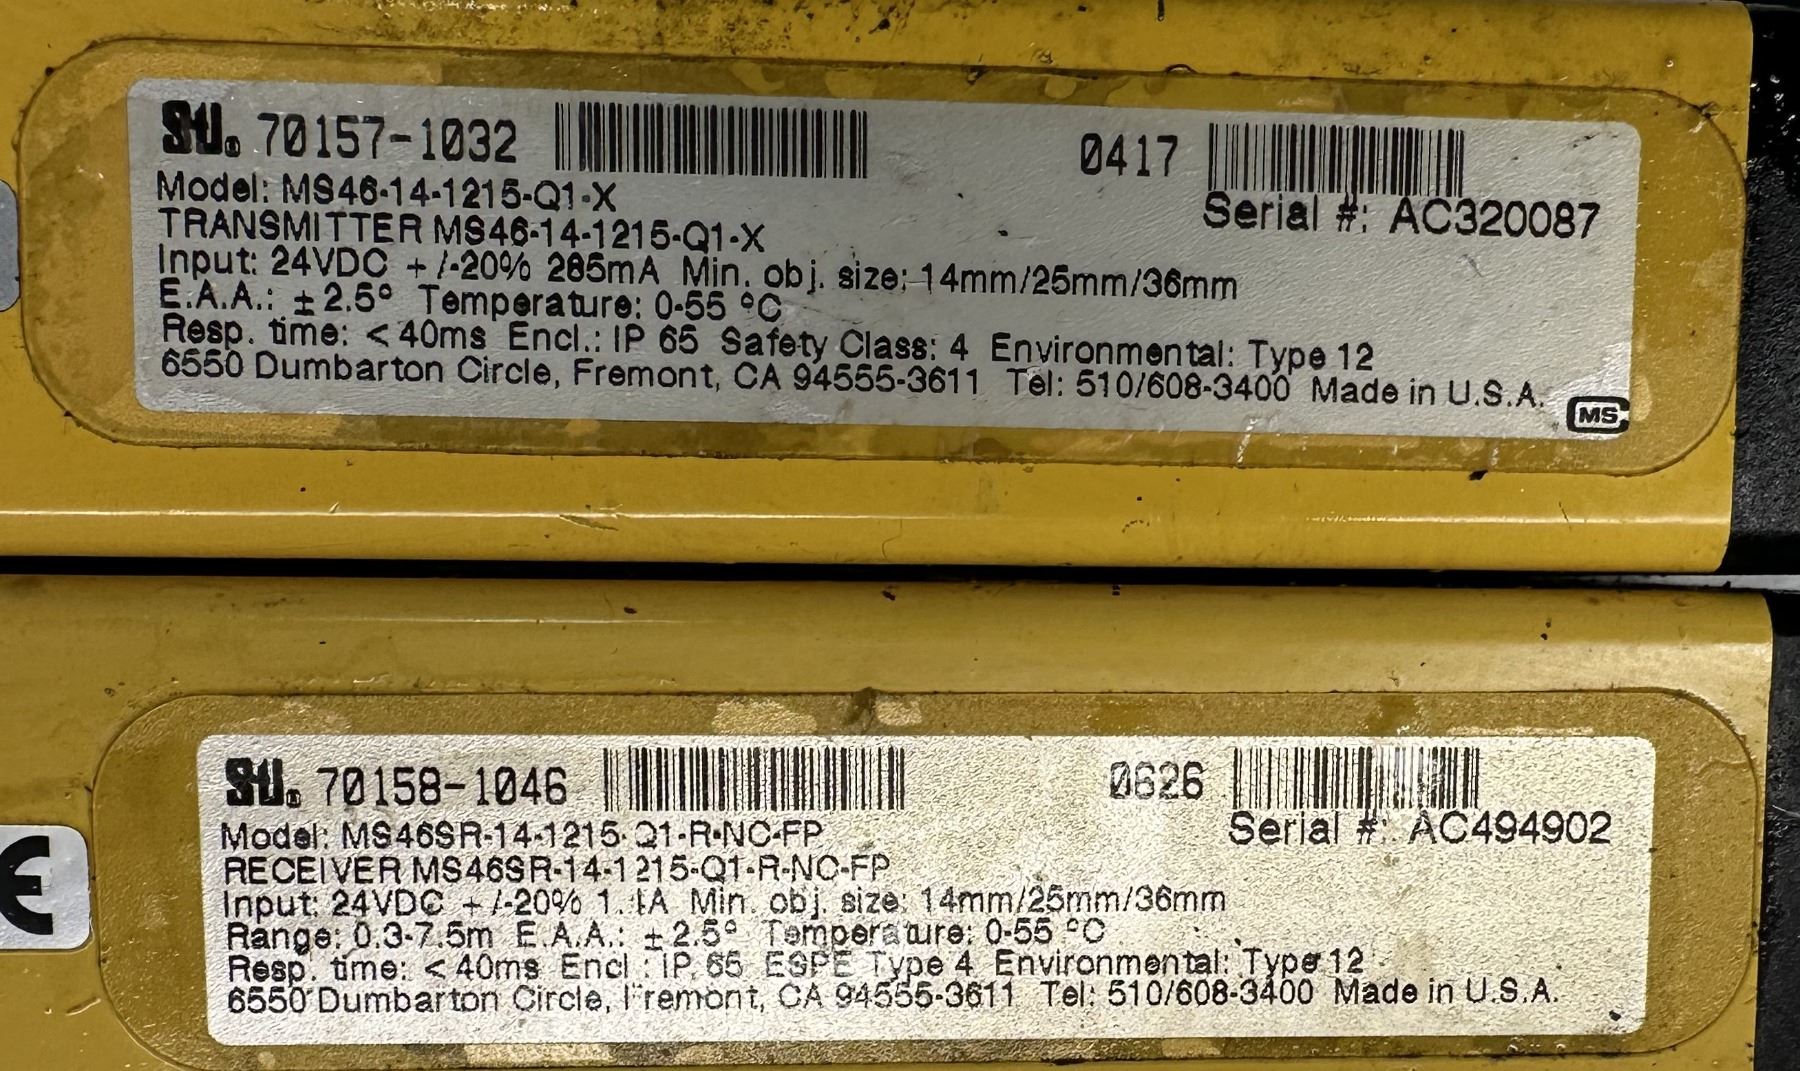 STI. 70157-1032 0417
Model: MS46-14-1215-Q1-X Serial #: AC320087
TRANSMITTER MS46-14-1215-Q1-X
Input: 24VDC +/-20% 285mA Min. obj. size: 14mm/25mm/36mm
E.A.A.: ±2.5° Temperature: 0-55 °C
Resp. time: < 40ms Encl.: IP 65 Safety Class: 4 Environmental: Type 12
6550 Dumbarton Circle, Fremont, CA 94555-3611 Tel: 510/608-3400 Made in U.S.A.
MS
STI® 70158-1046 0626
Model: MS46SR-14-1215-Q1-R-NC-FP Serial #: AC494902
RECEIVER MS46SR-14-1215-Q1-R-NC-FP
Input: 24VDC +/-20% Min. obj. size: 14mm/25mm/36mm
Range: 0.3-7.5m E.A.A.: ±2.5° Temperature: 0-55 °C
Resp. time: < 40ms Encl.: IP 65 ESPE Type 4 Environmental: Type 12
6550 Dumbarton Circle, Fremont, CA 94555-3611 Tel: 510/608-3400 Made in U.S.A.